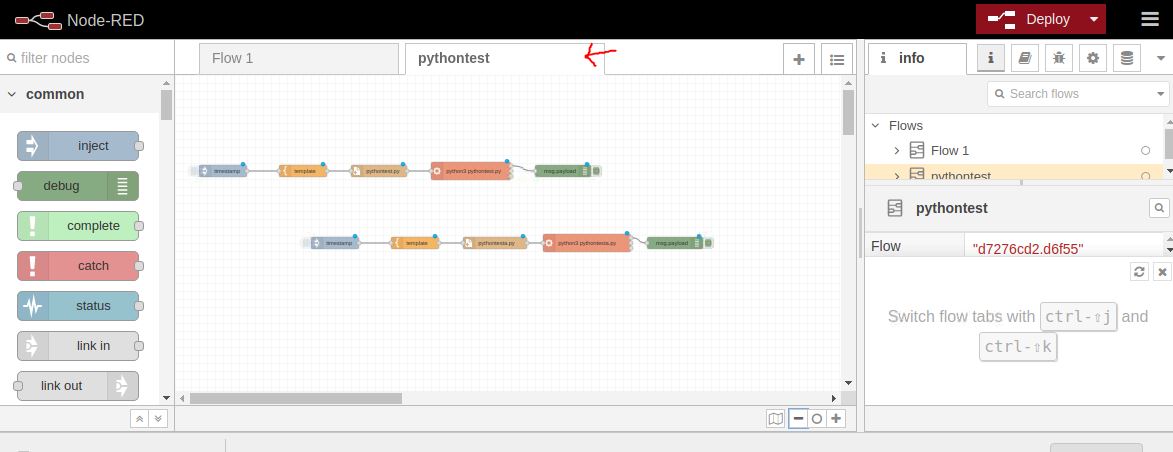 Node-RED
Deploy
filter nodes
Flow 1
pythontest
i info
i
Search flows
common
Flows
Flow 1
pythontest
inject
debug
complete
catch
status
link in
link out
timestamp
template
pythontest.py
python3 pythontest.py
msg.payload
timestamp
template
pythontesta.py
python3 pythontesta.py
msg.payload
pythontest
Flow "d7276cd2.d6f55"
Switch flow tabs with ctrl-⇧j and
ctrl-⇧k